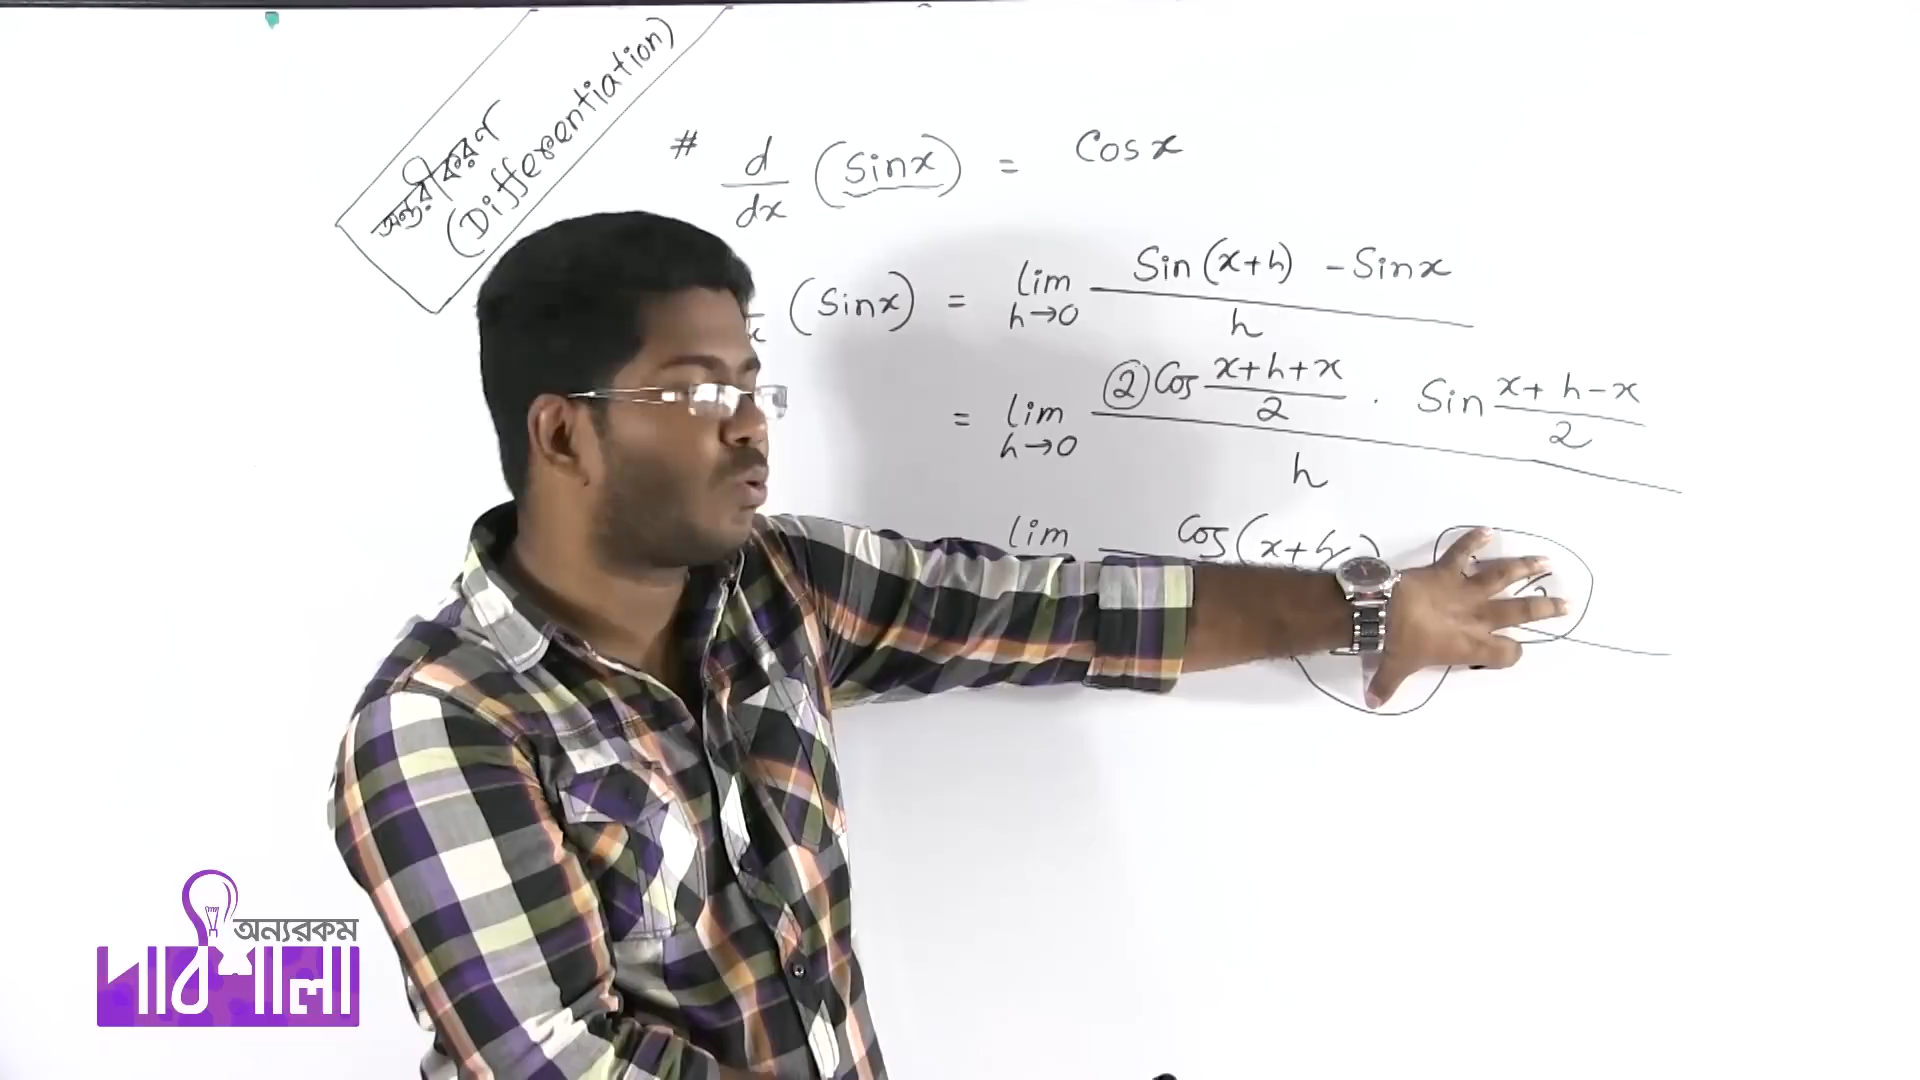 অন্তরীকরণ
(Differentiation)
# d/dx (Sinx) = Cosx
(Sinx) = lim h→0 Sin(x+h) - Sinx / h
= lim h→0 2 Cos x+h+x / 2 . Sin x+h-x / 2 / h
lim Cos(x+h
অন্যরকম
পাঠশালা